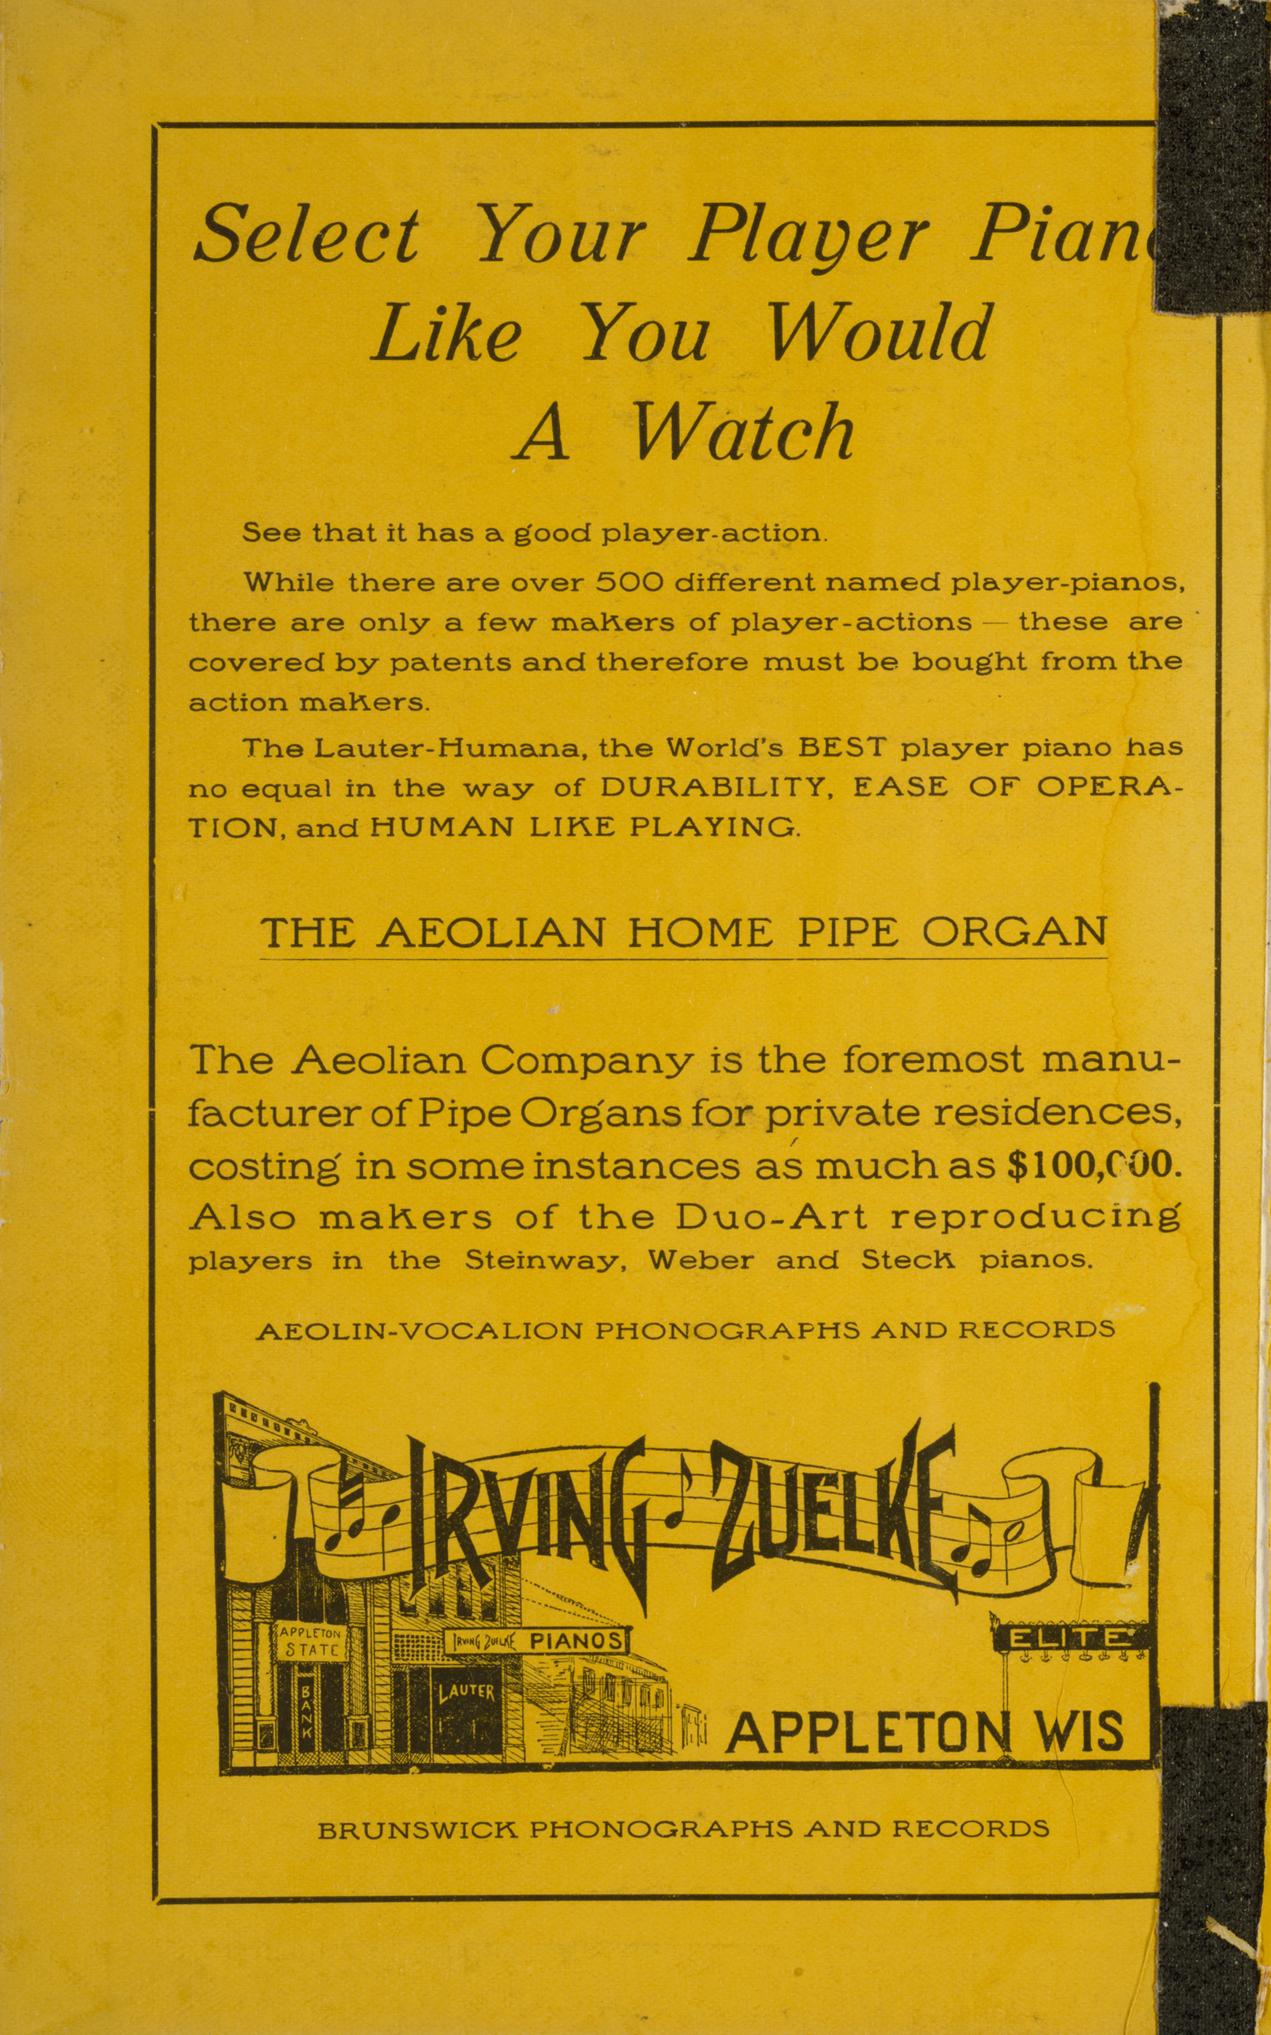 Select Your Player Pian
Like You Would
A Watch
See that it has a good player-action.
While there are over 500 different named player-pianos,
there are only a few makers of player-actions — these are
covered by patents and therefore must be bought from the
action makers.
The Lauter-Humana, the World's BEST player piano has
no equal in the way of DURABILITY, EASE OF OPERA-
TION, and HUMAN LIKE PLAYING.
THE AEOLIAN HOME PIPE ORGAN
The Aeolian Company is the foremost manu-
facturer of Pipe Organs for private residences,
costing in some instances as much as $100,000.
Also makers of the Duo-Art reproducing
players in the Steinway, Weber and Steck pianos.
AEOLIN-VOCALION PHONOGRAPHS AND RECORDS
IRVING ZUELKE
APPLETON
STATE
BANK
IRVING ZUELKE PIANOS
LAUTER
ELITE
APPLETON WIS
BRUNSWICK PHONOGRAPHS AND RECORDS